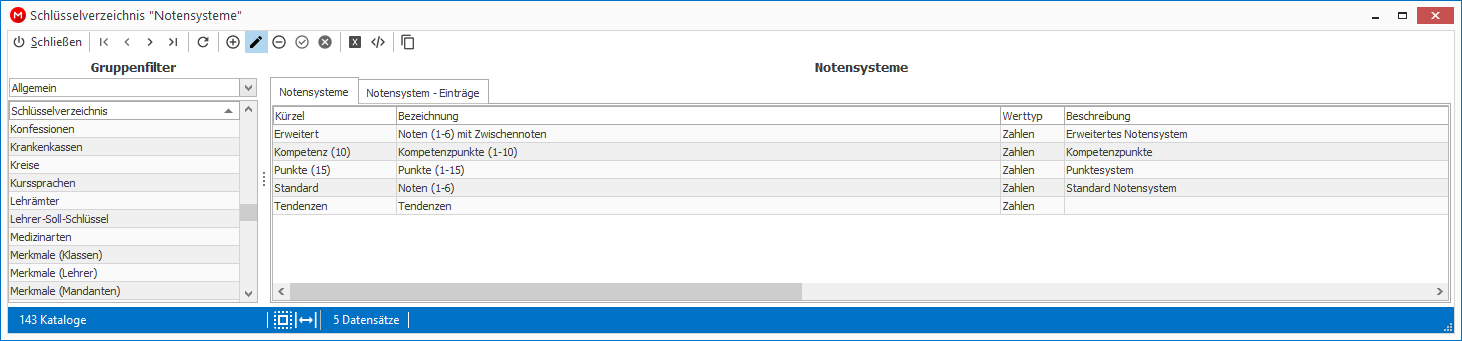 Schlüsselverzeichnis "Notensysteme"
Schließen
Gruppenfilter
Allgemein
Schlüsselverzeichnis
Konfessionen
Krankenkassen
Kreise
Kurssprachen
Lehrämter
Lehrer-Soll-Schlüssel
Medizinarten
Merkmale (Klassen)
Merkmale (Lehrer)
Merkmale (Mandanten)
Notensysteme
Notensysteme Notensystem - Einträge
Kürzel Bezeichnung Werttyp Beschreibung
Erweitert Noten (1-6) mit Zwischennoten Zahlen Erweitertes Notensystem
Kompetenz (10) Kompetenzpunkte (1-10) Zahlen Kompetenzpunkte
Punkte (15) Punkte (1-15) Zahlen Punktesystem
Standard Noten (1-6) Zahlen Standard Notensystem
Tendenzen Tendenzen Zahlen
143 Kataloge 5 Datensätze